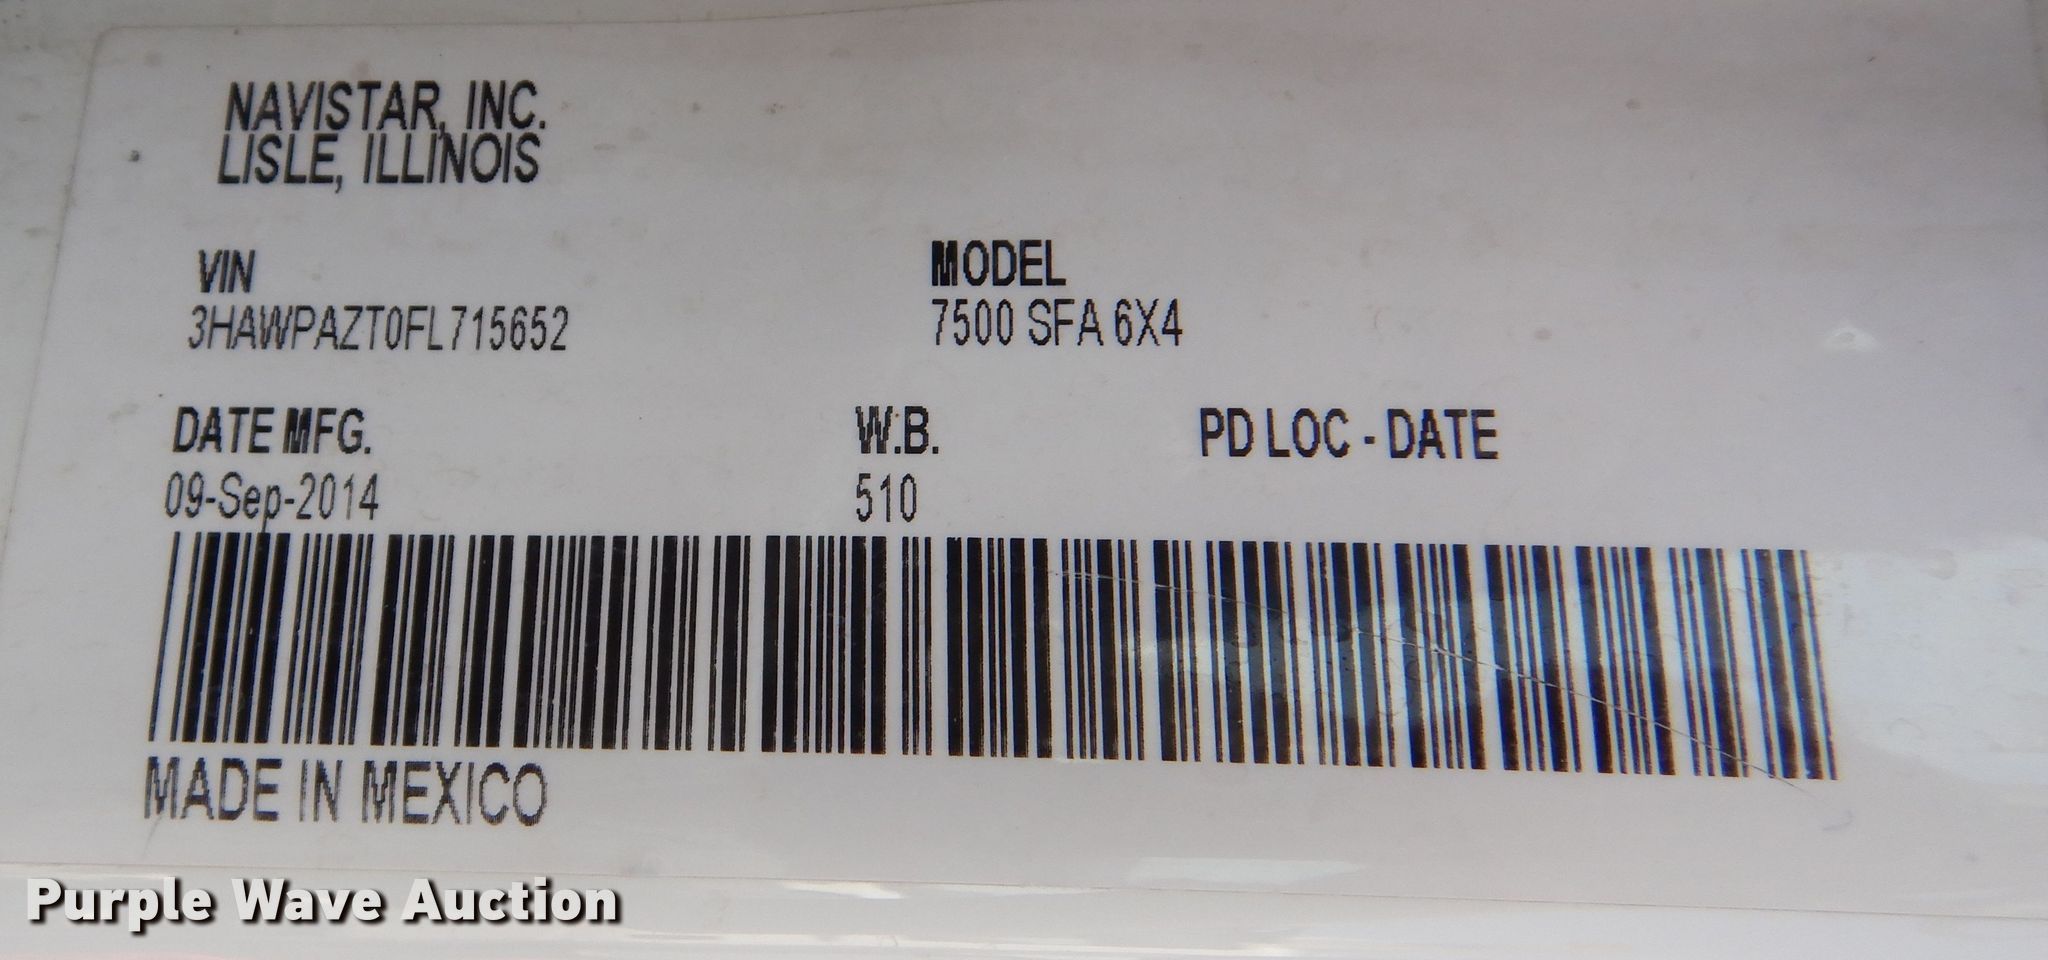 NAVISTAR, INC.
LISLE, ILLINOIS
VIN
3HAWPAZT0FL715652
MODEL
7500 SFA 6X4
DATE MFG.
09-Sep-2014
W.B.
510
PD LOC - DATE
MADE IN MEXICO
Purple Wave Auction